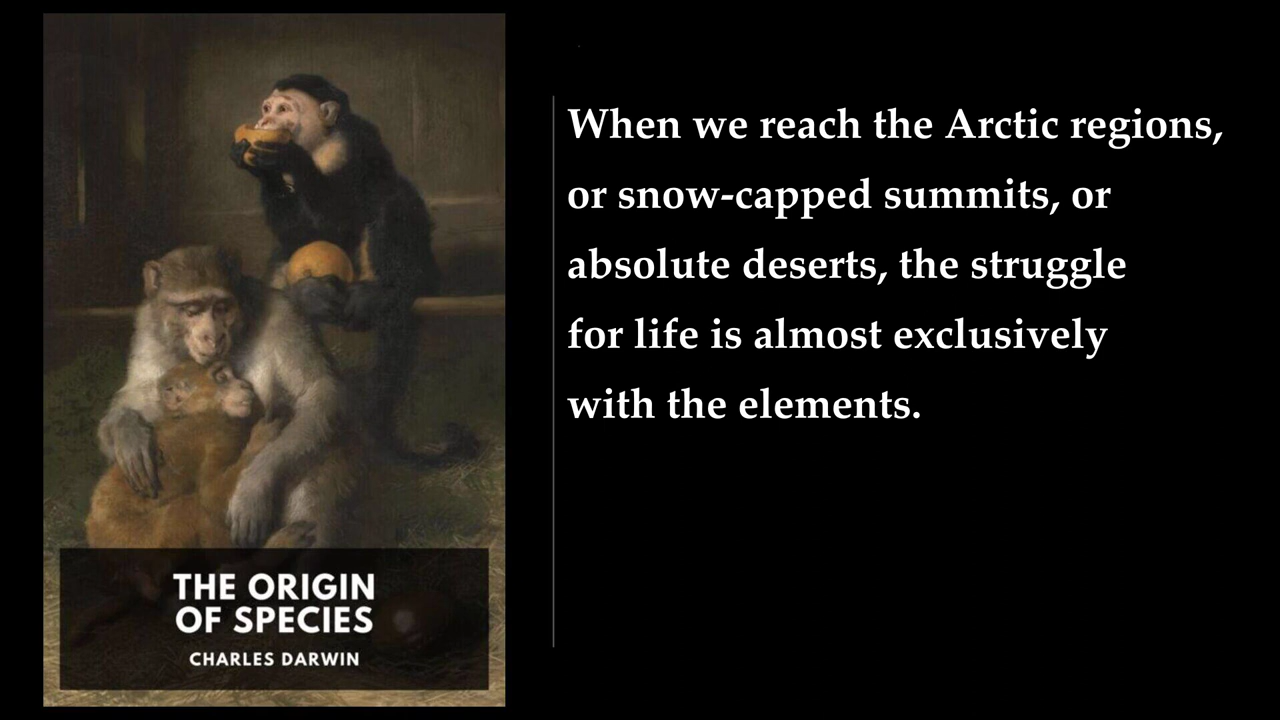 When we reach the Arctic regions,
or snow-capped summits, or
absolute deserts, the struggle
for life is almost exclusively
with the elements.
THE ORIGIN
OF SPECIES
CHARLES DARWIN